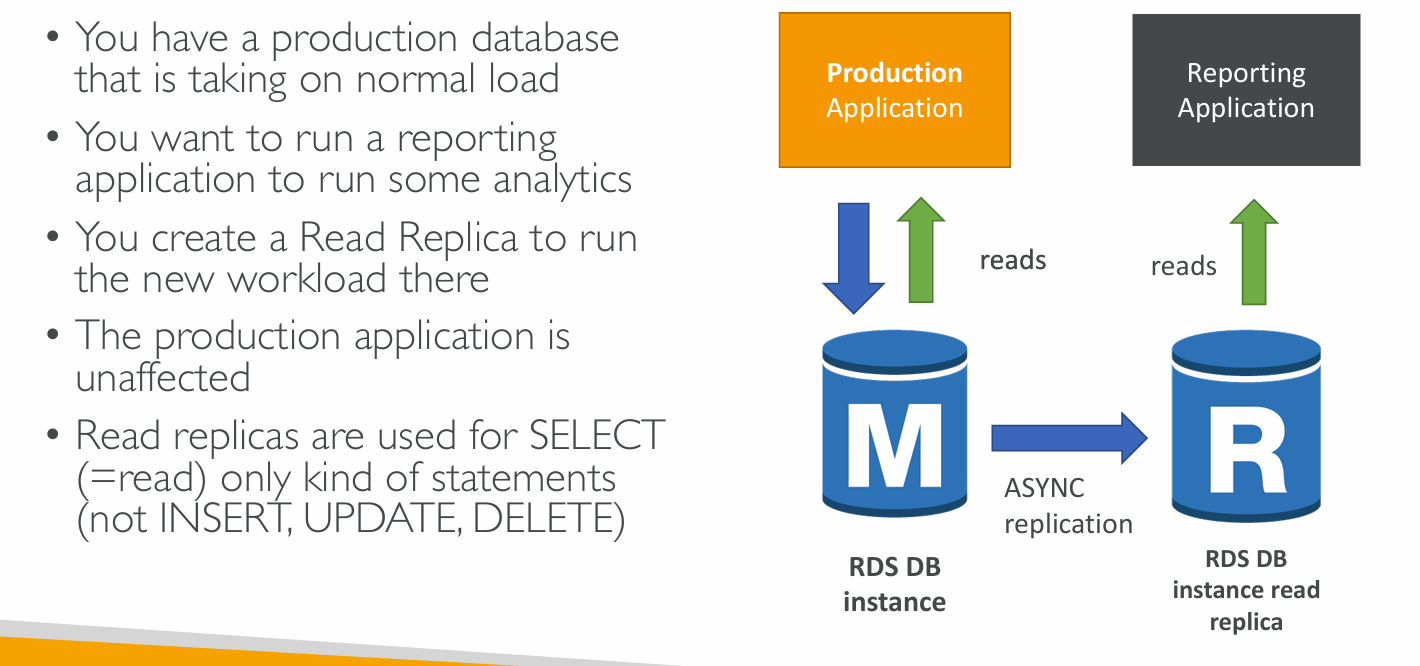 • You have a production database
that is taking on normal load
• You want to run a reporting
application to run some analytics
• You create a Read Replica to run
the new workload there
• The production application is
unaffected
• Read replicas are used for SELECT
(=read) only kind of statements
(not INSERT, UPDATE, DELETE)
Production
Application
Reporting
Application
reads
reads
M
R
ASYNC
replication
RDS DB
instance
RDS DB
instance read
replica